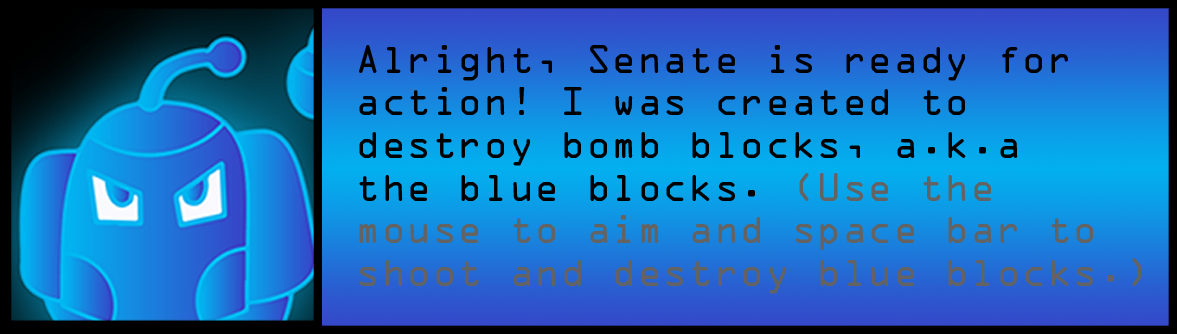 Alright, Senate is ready for
action! I was created to
destroy bomb blocks, a.k.a
the blue blocks. (Use the
mouse to aim and space bar to
shoot and destroy blue blocks.)